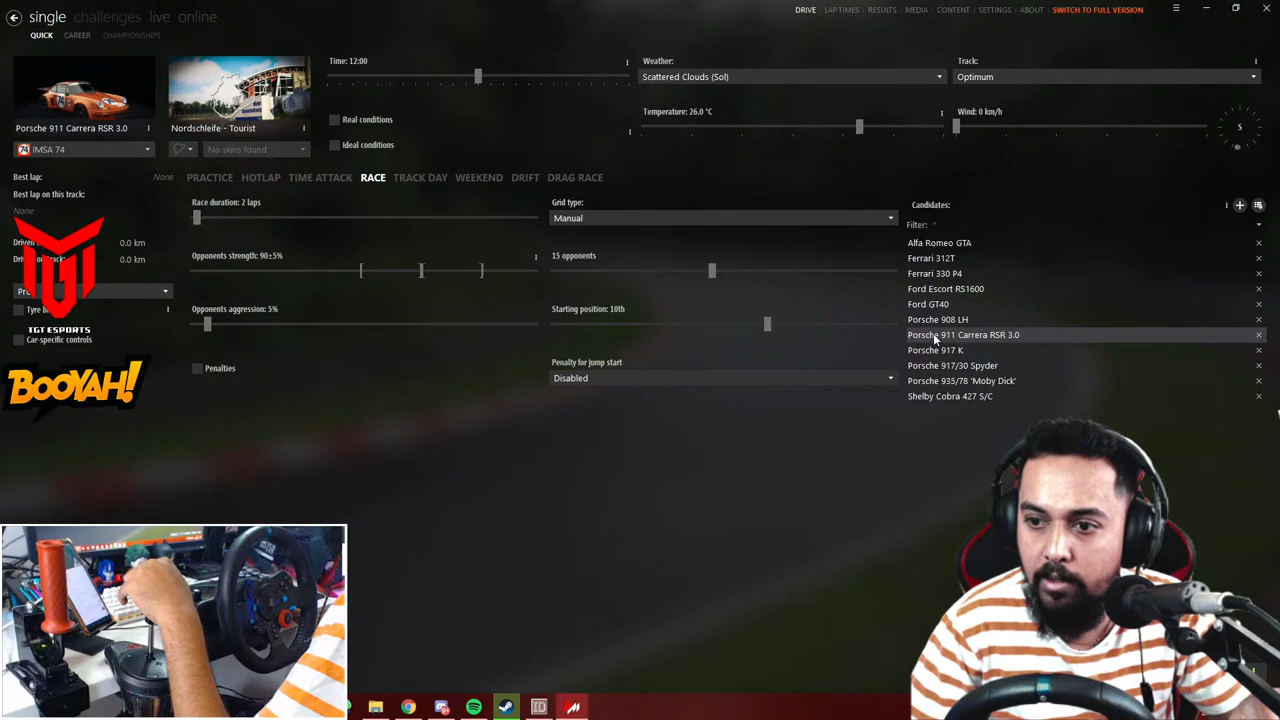 single challenges live online
DRIVE LAP TIMES RESULTS MEDIA CONTENT SETTINGS ABOUT SWITCH TO FULL VERSION
QUICK CAREER CHAMPIONSHIPS
Time: 12:00
Weather:
Track:
Scattered Clouds (Sol)
Optimum
Temperature: 26.0 °C
Wind: 0 km/h
S
Real conditions
Ideal conditions
Porsche 911 Carrera RSR 3.0
Nordschleife - Tourist
74 IMSA 74
No skins found
Best lap: None
Best lap on this track:
None
0.0 km
0.0 km
PRACTICE HOTLAP TIME ATTACK RACE TRACK DAY WEEKEND DRIFT DRAG RACE
Race duration: 2 laps
Grid type:
Manual
Opponents strength: 90±5%
15 opponents
Opponents aggression: 5%
Starting position: 10th
Penalties
Penalty for jump start
Disabled
Candidates:
Filter: *
Alfa Romeo GTA
Ferrari 312T
Ferrari 330 P4
Ford Escort RS1600
Ford GT40
Porsche 908 LH
Porsche 911 Carrera RSR 3.0
Porsche 917 K
Porsche 917/30 Spyder
Porsche 935/78 'Moby Dick'
Shelby Cobra 427 S/C
TGT ESPORTS
Car-specific controls
BOOYAH!